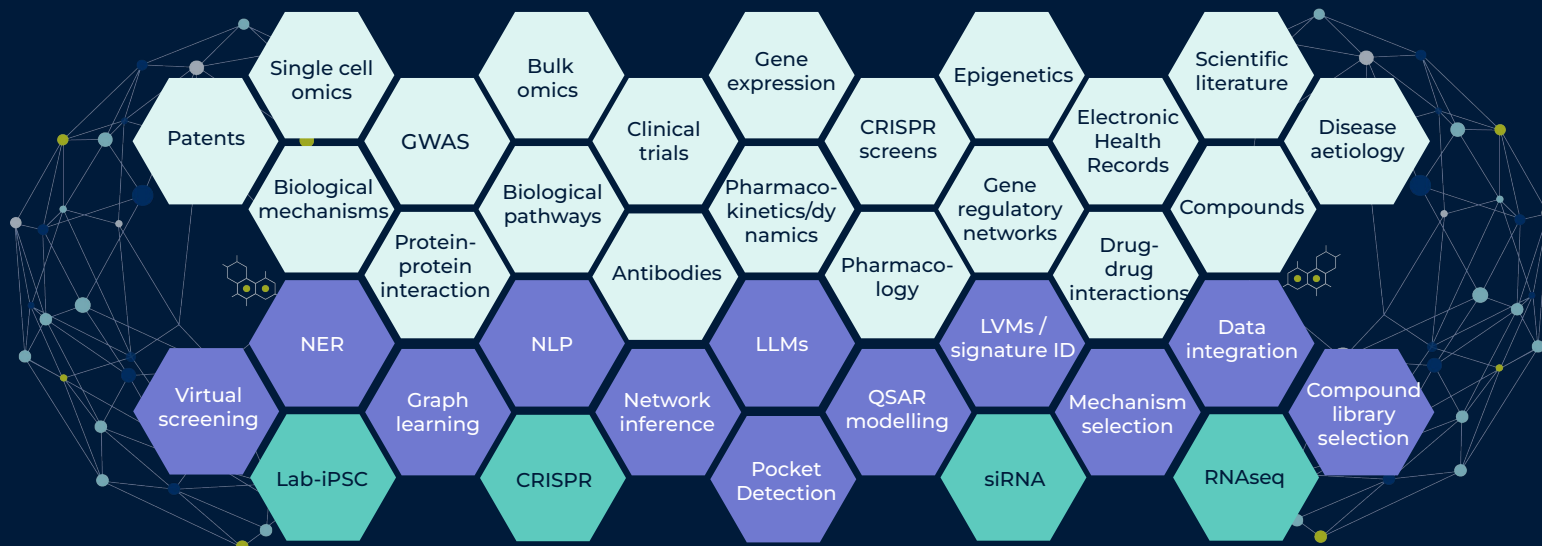 Single cell
omics
Bulk
omics
Gene
expression
Epigenetics
Scientific
literature
Patents
GWAS
Clinical
trials
CRISPR
screens
Electronic
Health
Records
Disease
aetiology
Biological
mechanisms
Biological
pathways
Pharmaco-
kinetics/dy
namics
Gene
regulatory
networks
Compounds
Protein-
protein
interaction
Antibodies
Pharmaco-
logy
Drug-
drug
interactions
NER
NLP
LLMs
LVMs /
signature ID
Data
integration
Virtual
screening
Graph
learning
Network
inference
QSAR
modelling
Mechanism
selection
Compound
library
selection
Lab-iPSC
CRISPR
Pocket
Detection
siRNA
RNAseq